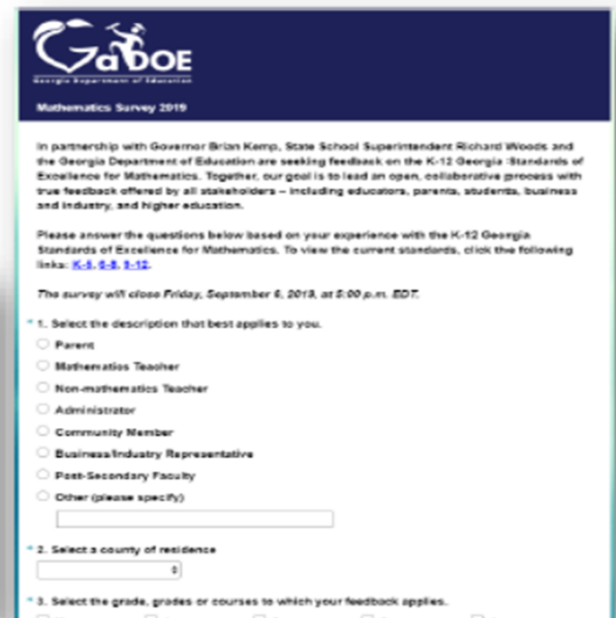 GaDOE
Georgia Department of Education
Mathematics Survey 2019
In partnership with Governor Brian Kemp, State School Superintendent Richard Woods and
the Georgia Department of Education are seeking feedback on the K-12 Georgia Standards of
Excellence for Mathematics. Together, our goal is to lead an open, collaborative process with
true feedback offered by all stakeholders – including educators, parents, students, business
and industry, and higher education.
Please answer the questions below based on your experience with the K-12 Georgia
Standards of Excellence for Mathematics. To view the current standards, click the following
links: K-5, 6-8, 9-12.
The survey will close Friday, September 6, 2019, at 5:00 p.m. EDT.
* 1. Select the description that best applies to you.
Parent
Mathematics Teacher
Non-mathematics Teacher
Administrator
Community Member
Business/Industry Representative
Post-Secondary Faculty
Other (please specify)
* 2. Select a county of residence
* 3. Select the grade, grades or courses to which your feedback applies.